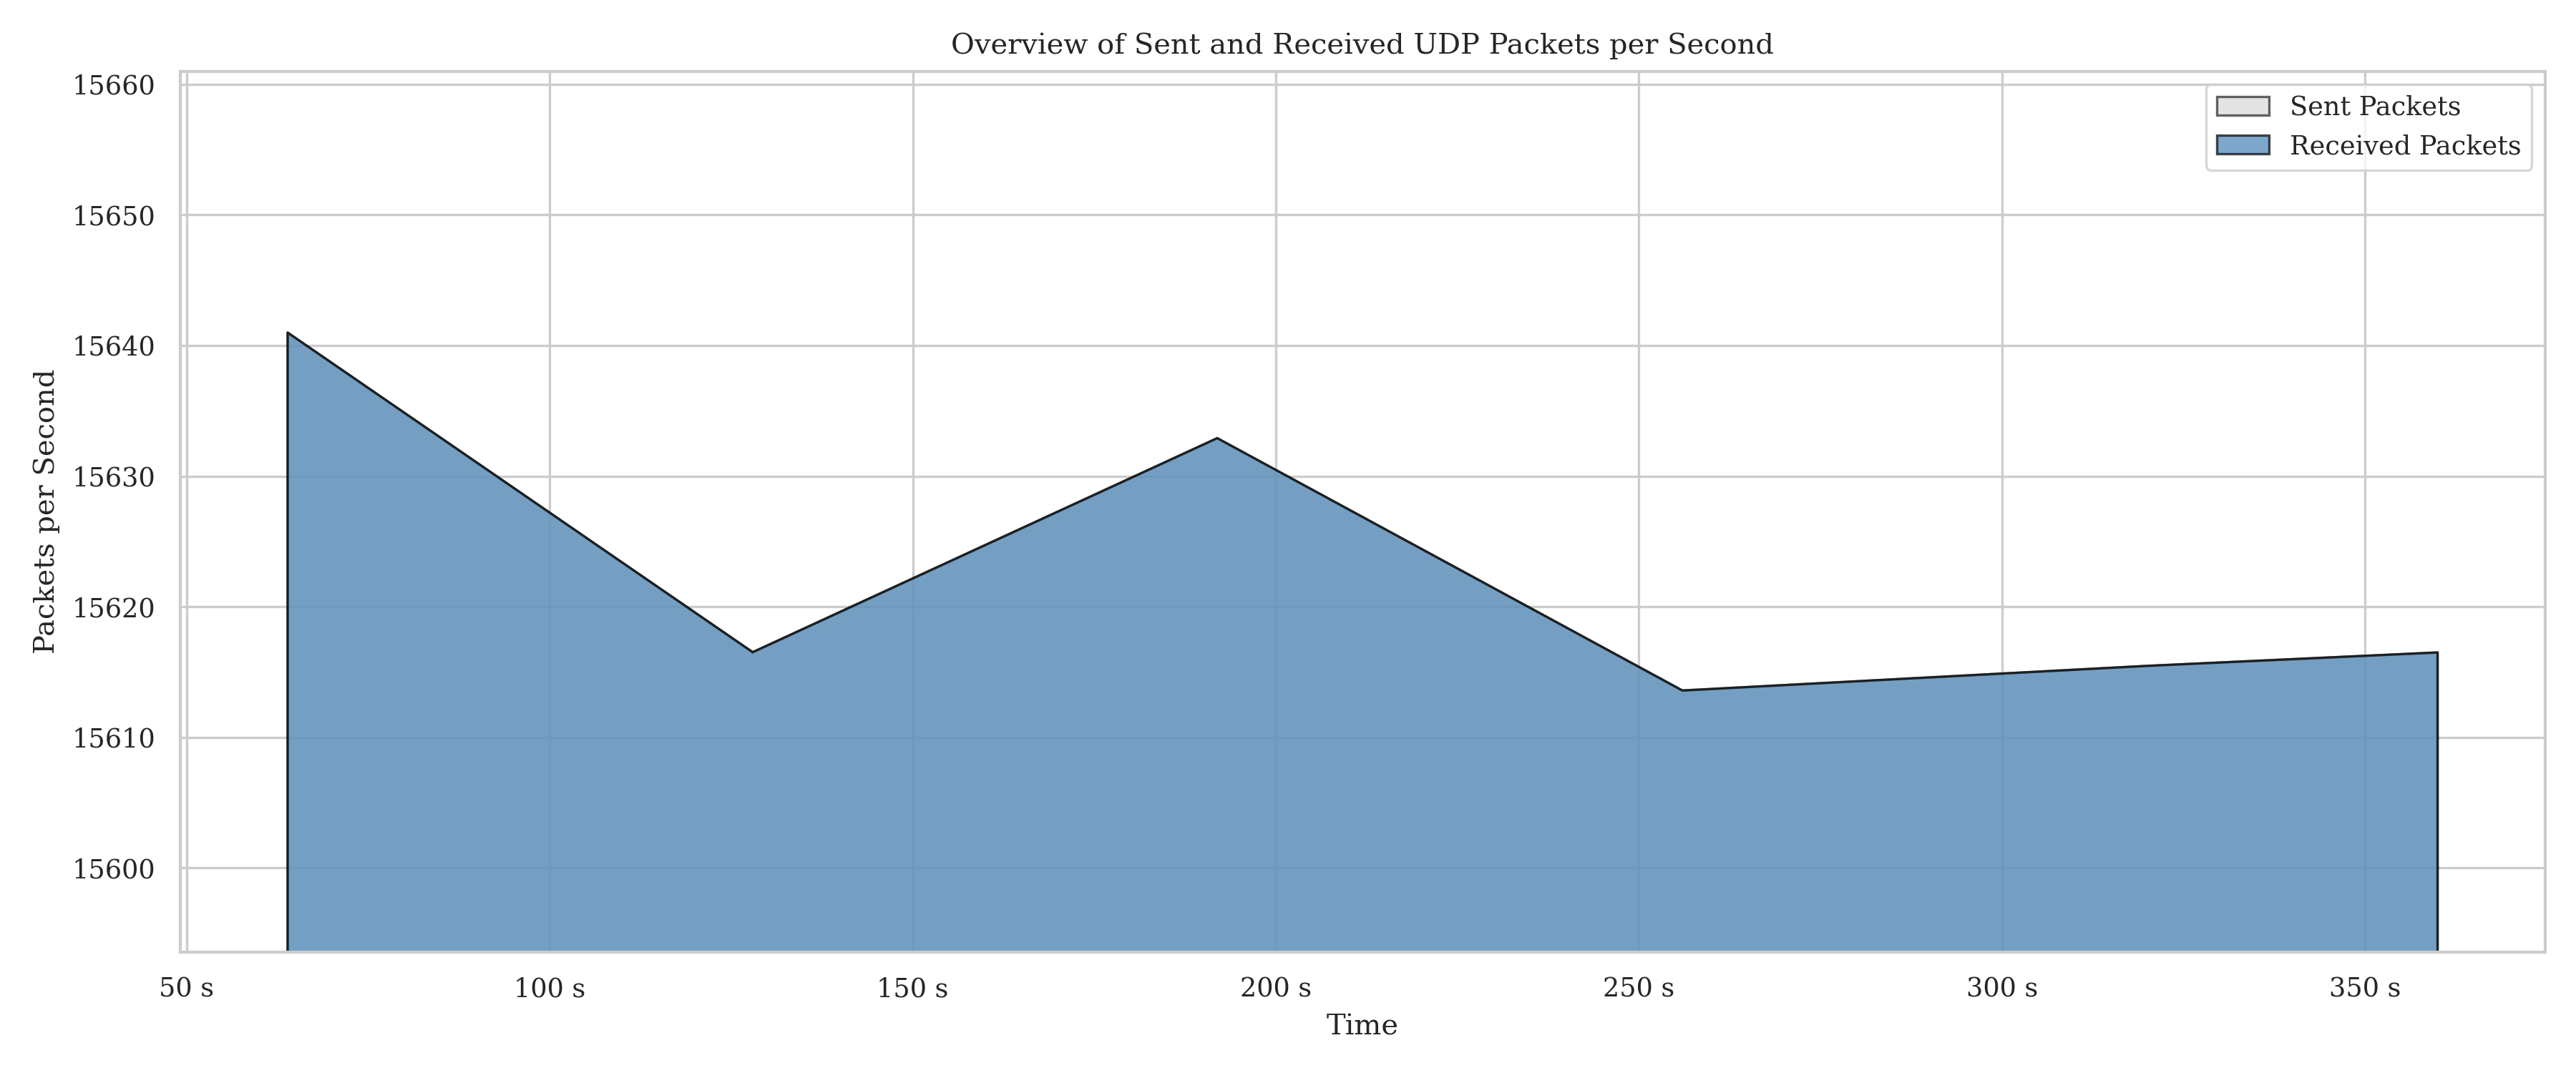 Overview of Sent and Received UDP Packets per Second
Sent Packets
Received Packets
Packets per Second
15660
15650
15640
15630
15620
15610
15600
50 s
100 s
150 s
200 s
250 s
300 s
350 s
Time